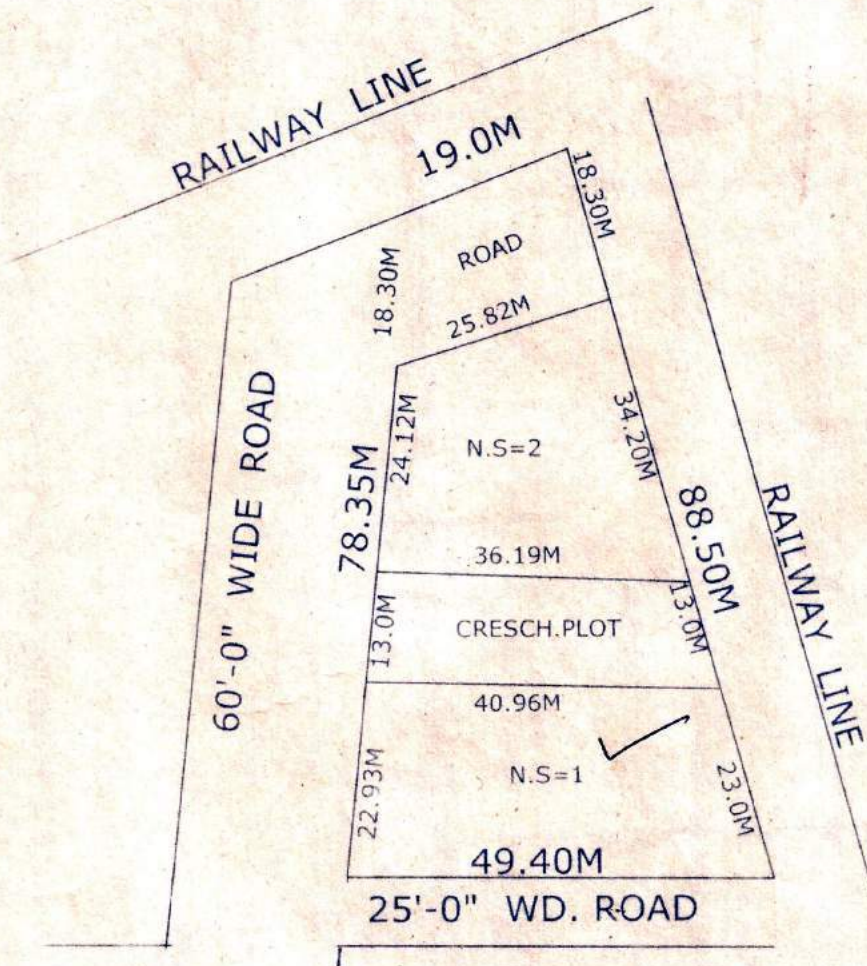 RAILWAY LINE
19.0M
18.30M
ROAD
18.30M
25.82M
60'-0" WIDE ROAD
78.35M
24.12M
N.S=2
34.20M
88.50M
RAILWAY LINE
36.19M
13.0M
CRESCH.PLOT
13.0M
40.96M
22.93M
N.S=1
23.0M
49.40M
25'-0" WD. ROAD